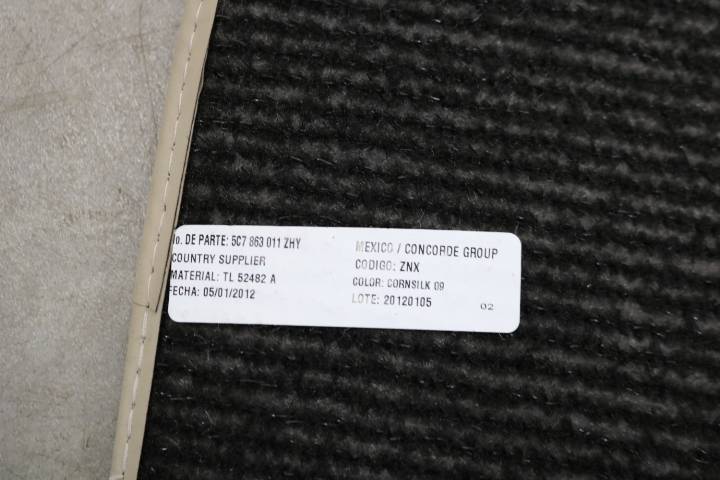 lo. DE PARTE: 5C7 863 011 ZHY
COUNTRY SUPPLIER
MATERIAL: TL 52482 A
FECHA: 05/01/2012
MEXICO / CONCORDE GROUP
CODIGO: ZNX
COLOR: CORNSILK 09
LOTE: 20120105
02